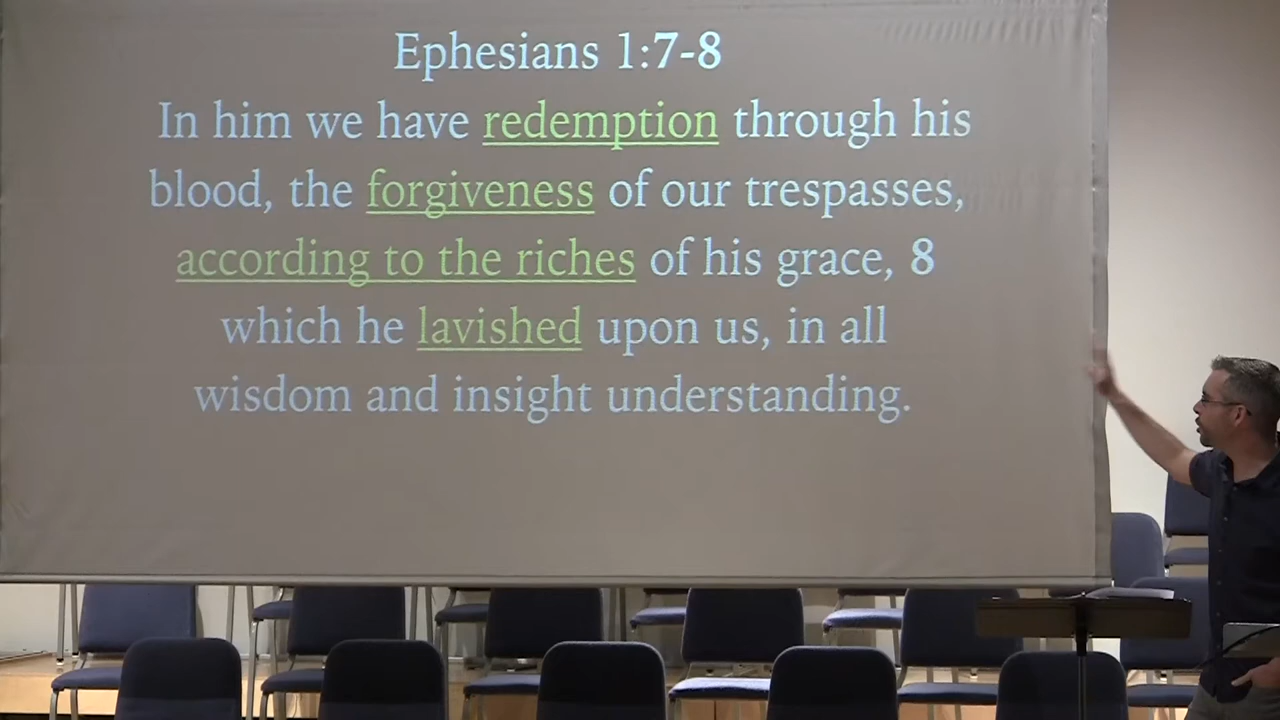 Ephesians 1:7-8
In him we have redemption through his
blood, the forgiveness of our trespasses,
according to the riches of his grace, 8
which he lavished upon us, in all
wisdom and insight understanding.